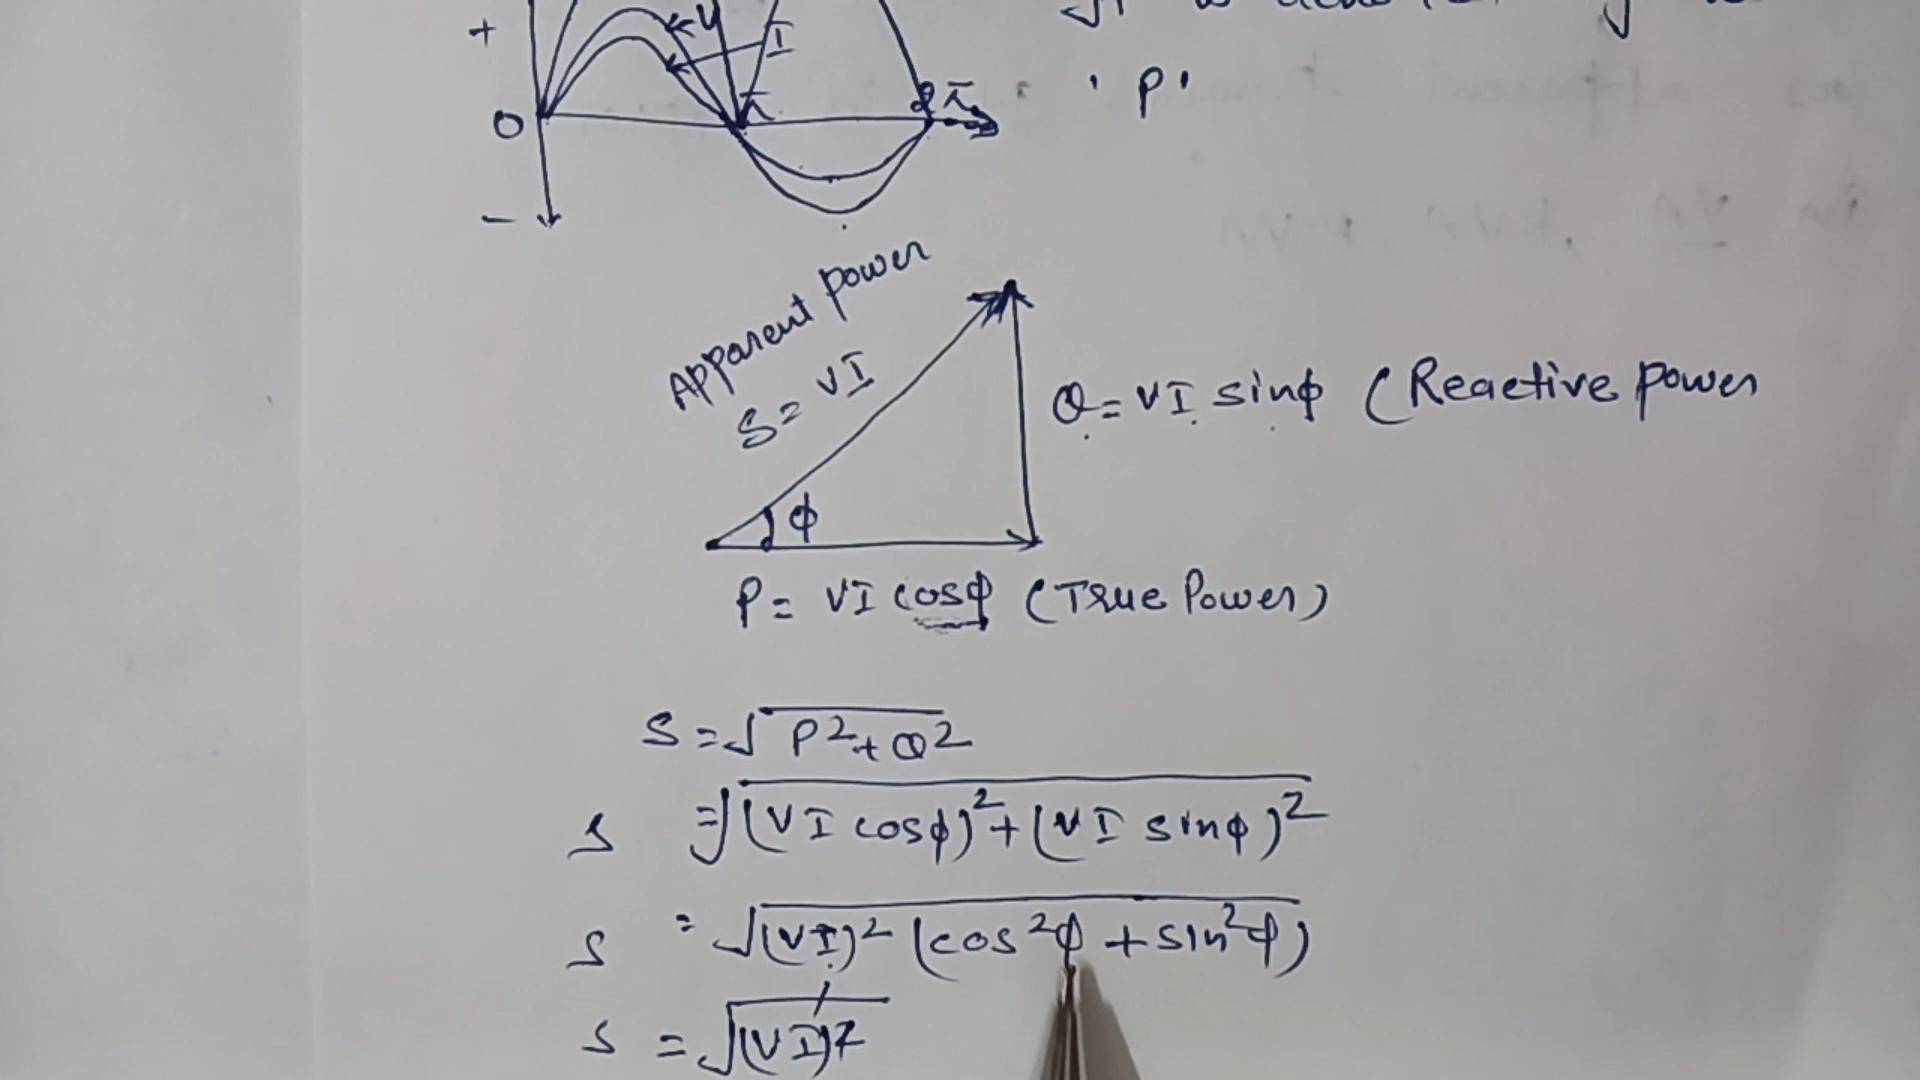 +
V
I
π
2π
'P'
0
-
Apparent Power
S = VI
Q = VI sinϕ (Reactive Power
ϕ
P = VI cosϕ (True Power)
S = √P²+Q²
S = √(VI cosϕ)²+(VI sinϕ)²
S = √(VI)² (cos²ϕ + sin²ϕ)
S = √(VI)²